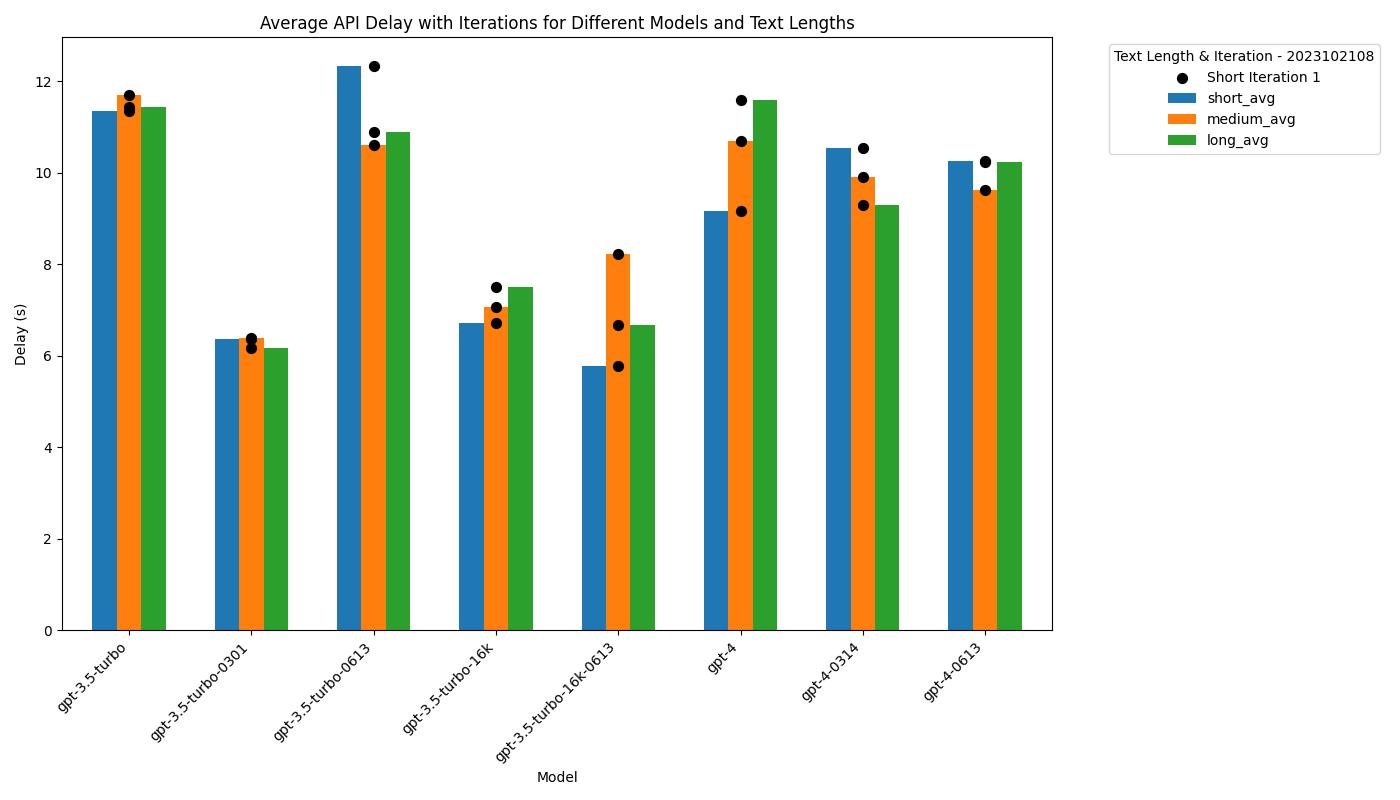 Average API Delay with Iterations for Different Models and Text Lengths
Text Length & Iteration - 2023102108
Short Iteration 1
short_avg
medium_avg
long_avg
Delay (s)
12
10
8
6
4
2
0
gpt-3.5-turbo
gpt-3.5-turbo-0301
gpt-3.5-turbo-0613
gpt-3.5-turbo-16k
gpt-3.5-turbo-16k-0613
gpt-4
gpt-4-0314
gpt-4-0613
Model